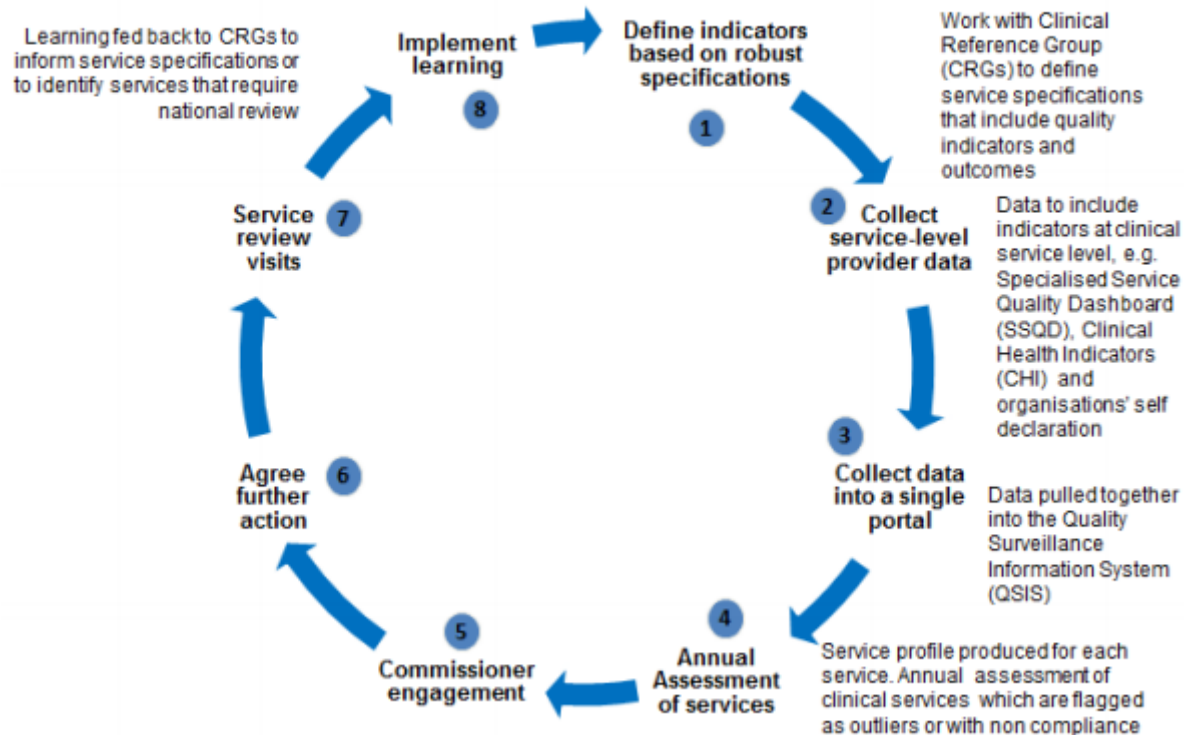 Implement
learning
8
Learning fed back to CRGs to
inform service specifications or
to identify services that require
national review
Define indicators
based on robust
specifications
1
Work with Clinical
Reference Group
(CRGs) to define
service specifications
that include quality
indicators and
outcomes
2
Collect
service-level
provider data
Data to include
indicators at clinical
service level, e.g.
Specialised Service
Quality Dashboard
(SSQD), Clinical
Health Indicators
(CHI) and
organisations' self
declaration
3
Collect data
into a single
portal
Data pulled together
into the Quality
Surveillance
Information System
(QSIS)
4
Annual
Assessment
of services
Service profile produced for each
service. Annual assessment of
clinical services which are flagged
as outliers or with non compliance
5
Commissioner
engagement
6
Agree
further
action
7
Service
review
visits